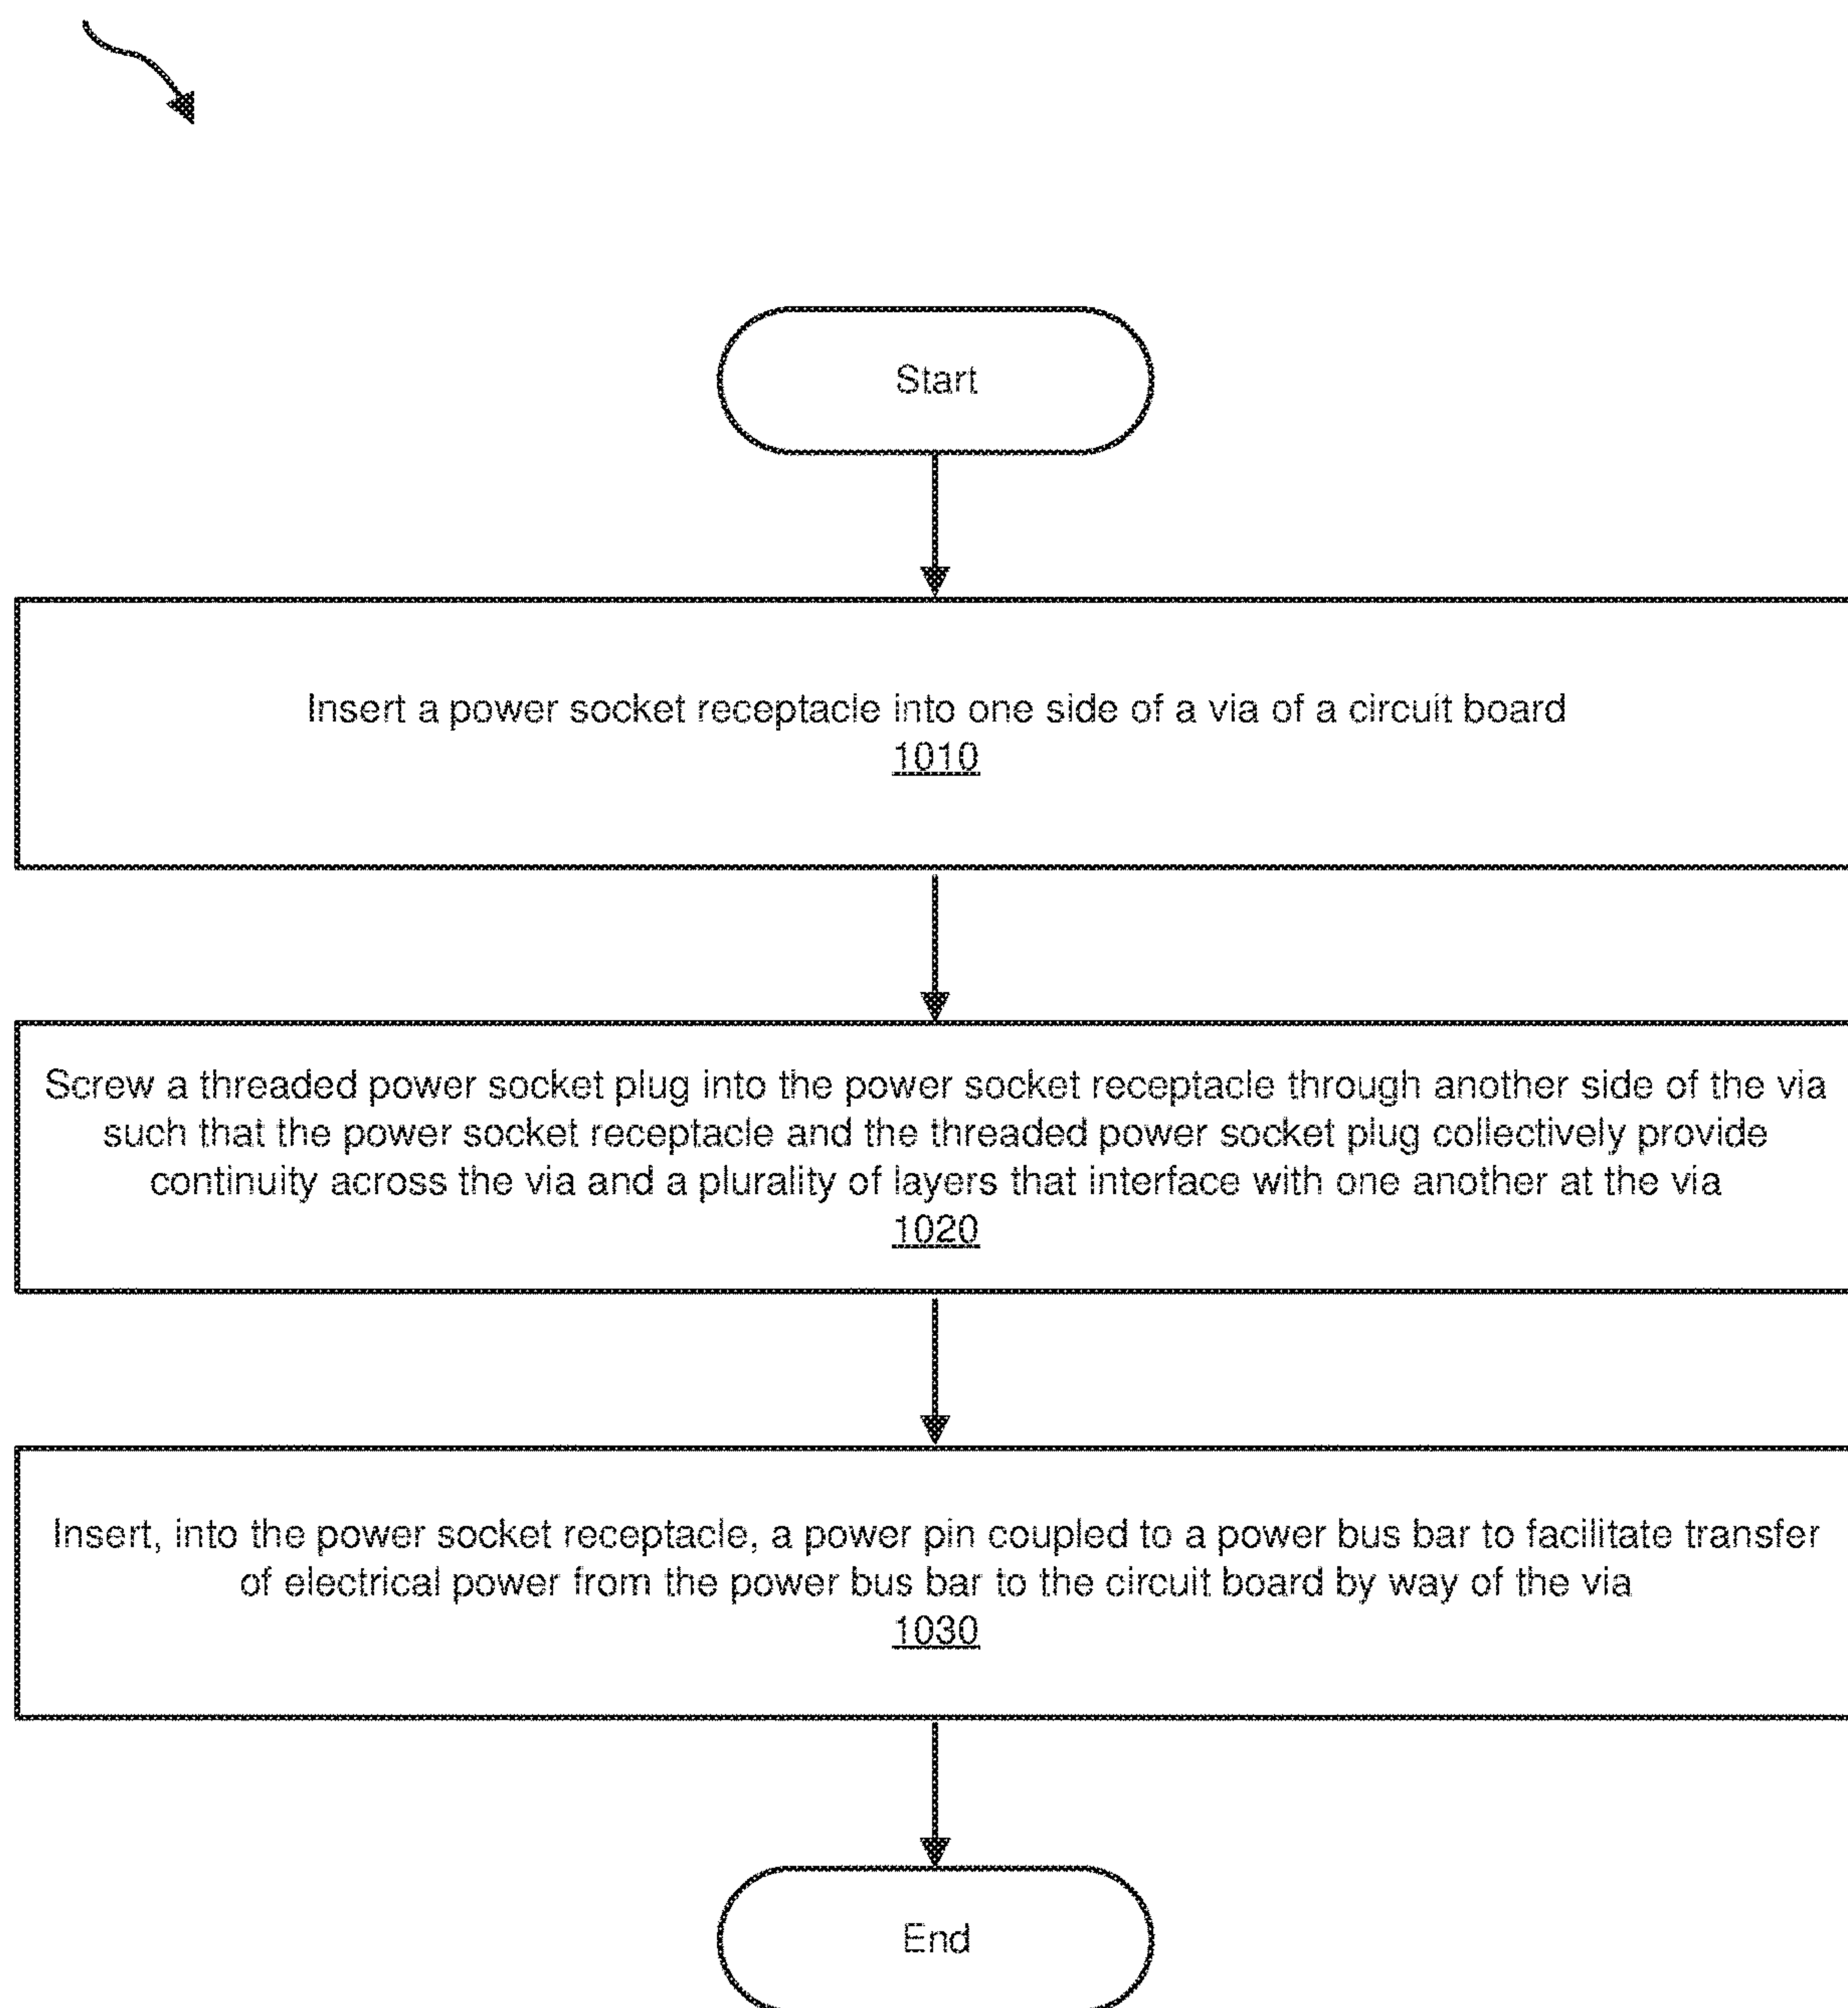 Start
Insert a power socket receptacle into one side of a via of a circuit board
1010
Screw a threaded power socket plug into the power socket receptacle through another side of the via
such that the power socket receptacle and the threaded power socket plug collectively provide
continuity across the via and a plurality of layers that interface with one another at the via
1020
Insert, into the power socket receptacle, a power pin coupled to a power bus bar to facilitate transfer
of electrical power from the power bus bar to the circuit board by way of the via
1030
End